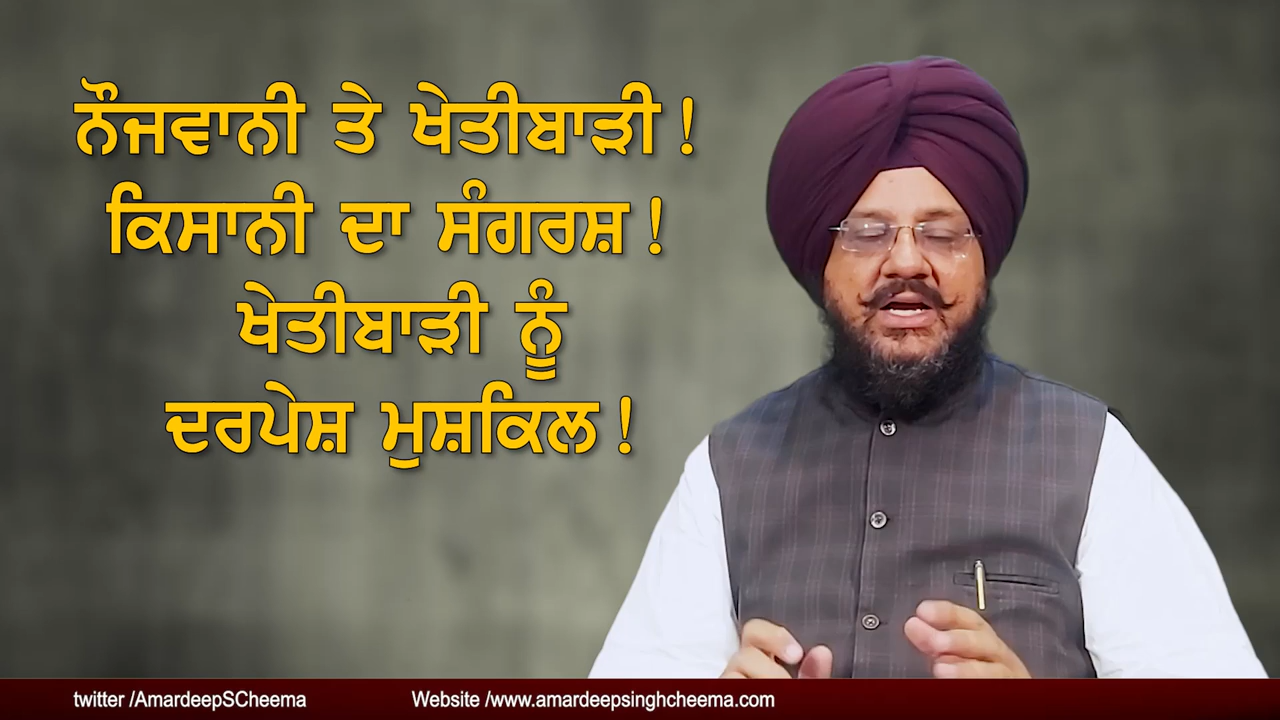 ਨੌਜਵਾਨੀ ਤੇ ਖੇਤੀਬਾੜੀ !
ਕਿਸਾਨੀ ਦਾ ਸੰਗਰਸ਼ !
ਖੇਤੀਬਾੜੀ ਨੂੰ
ਦਰਪੇਸ਼ ਮੁਸ਼ਕਿਲ !
twitter /AmardeepSCheema Website /www.amardeepsinghcheema.com